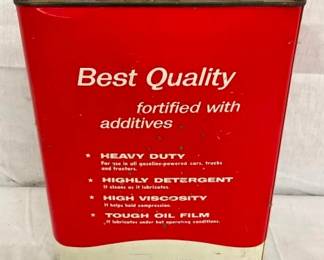 Best Quality
fortified with
additives
* HEAVY DUTY
For use in all gasoline-powered cars, trucks
and tractors.
* HIGHLY DETERGENT
It cleans as it lubricates.
* HIGH VISCOSITY
It helps hold compression.
* TOUGH OIL FILM
It lubricates under hot operating conditions.